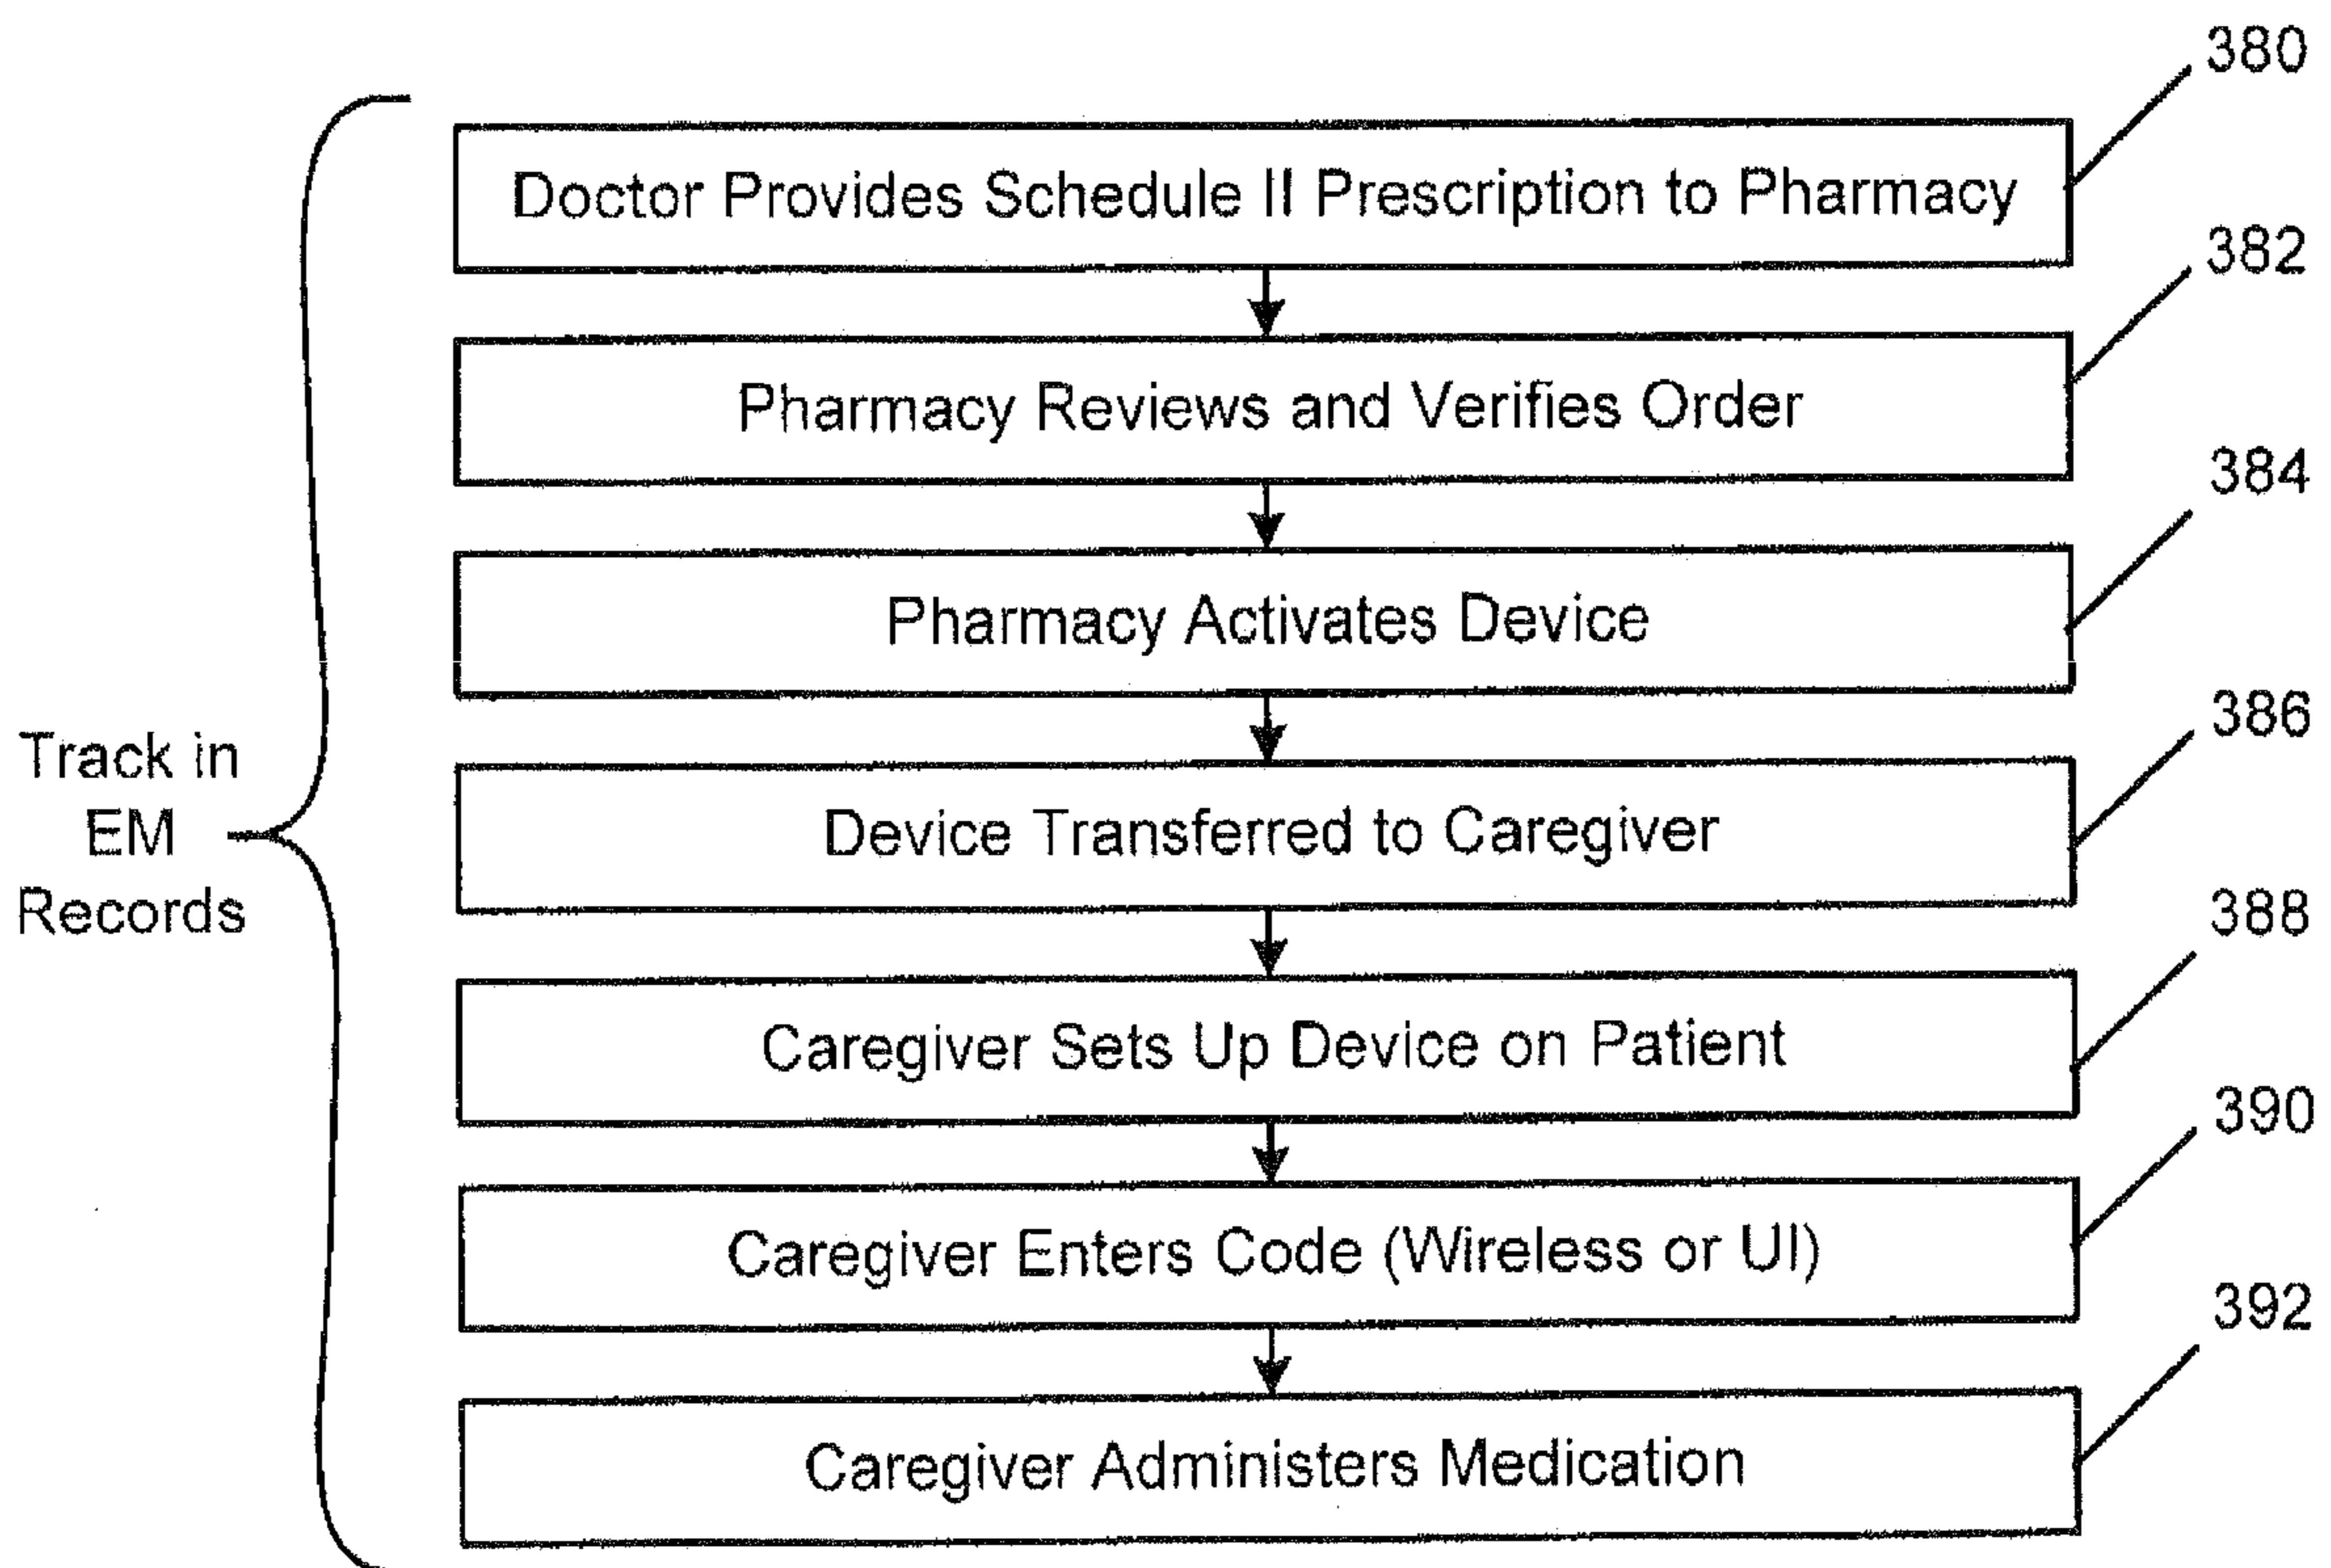 380
Doctor Provides Schedule II Prescription to Pharmacy
382
Pharmacy Reviews and Verifies Order
384
Pharmacy Activates Device
386
Track in
EM
Records
Device Transferred to Caregiver
388
Caregiver Sets Up Device on Patient
390
Caregiver Enters Code (Wireless or UI)
392
Caregiver Administers Medication